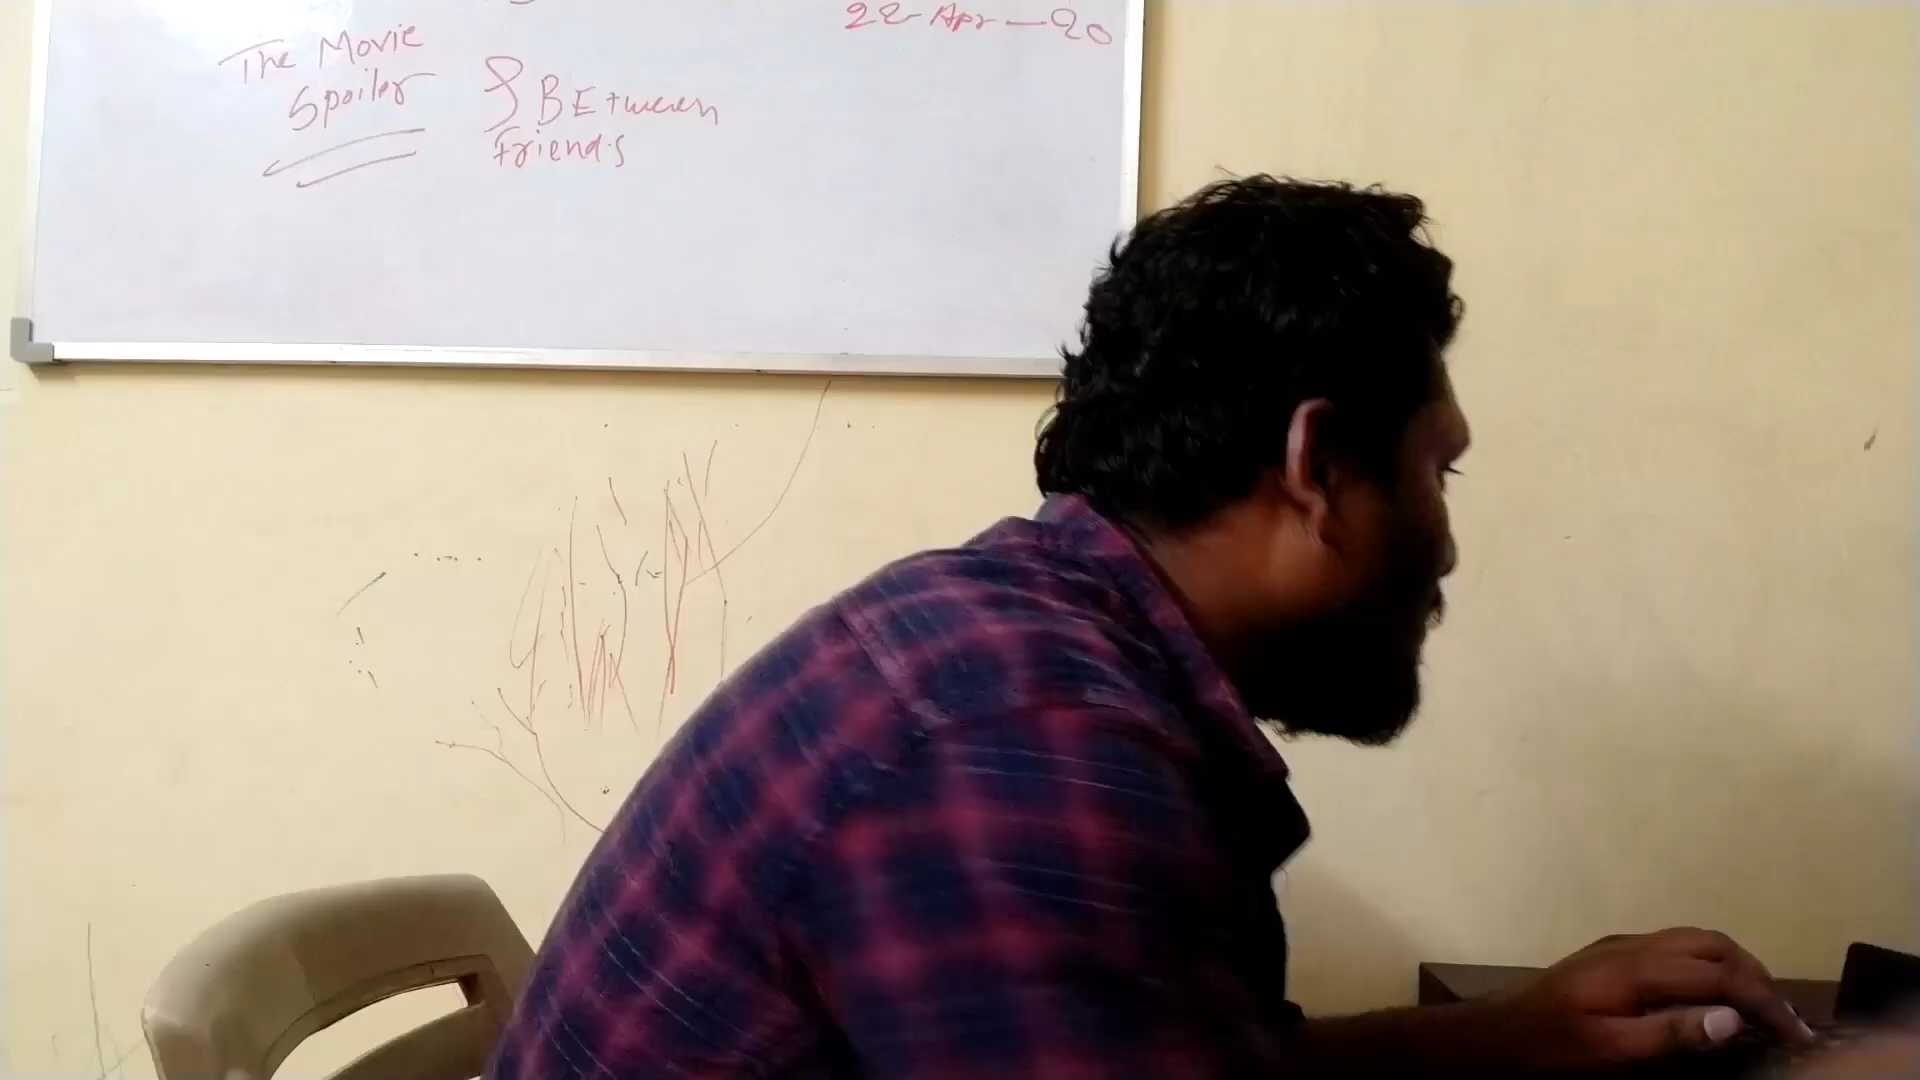 22-Apr-20
The Movie
Spoiler
BEtween
friends